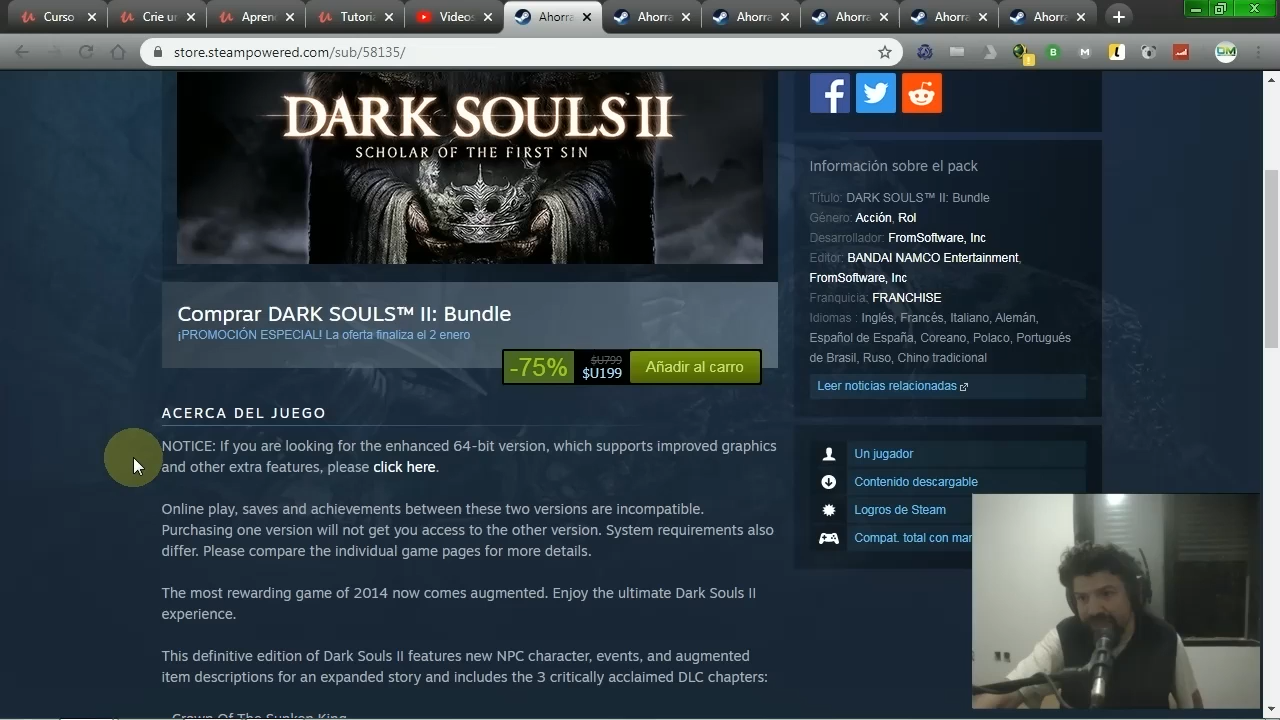 Curso
Crie ur
Apren
Tutoria
Videos
Ahorra
Ahorra
Ahorra
Ahorra
Ahorra
Ahorra
store.steampowered.com/sub/58135/
DARK SOULS II
SCHOLAR OF THE FIRST SIN
Comprar DARK SOULS™ II: Bundle
¡PROMOCIÓN ESPECIAL! La oferta finaliza el 2 enero
-75%
$U799
$U199
Añadir al carro
ACERCA DEL JUEGO
NOTICE: If you are looking for the enhanced 64-bit version, which supports improved graphics
and other extra features, please click here.
Online play, saves and achievements between these two versions are incompatible.
Purchasing one version will not get you access to the other version. System requirements also
differ. Please compare the individual game pages for more details.
The most rewarding game of 2014 now comes augmented. Enjoy the ultimate Dark Souls II
experience.
This definitive edition of Dark Souls II features new NPC character, events, and augmented
item descriptions for an expanded story and includes the 3 critically acclaimed DLC chapters:
Crown Of The Sunken King
Información sobre el pack
Título: DARK SOULS™ II: Bundle
Género: Acción, Rol
Desarrollador: FromSoftware, Inc
Editor: BANDAI NAMCO Entertainment,
FromSoftware, Inc
Franquicia: FRANCHISE
Idiomas : Inglés, Francés, Italiano, Alemán,
Español de España, Coreano, Polaco, Portugués
de Brasil, Ruso, Chino tradicional
Leer noticias relacionadas
Un jugador
Contenido descargable
Logros de Steam
Compat. total con man